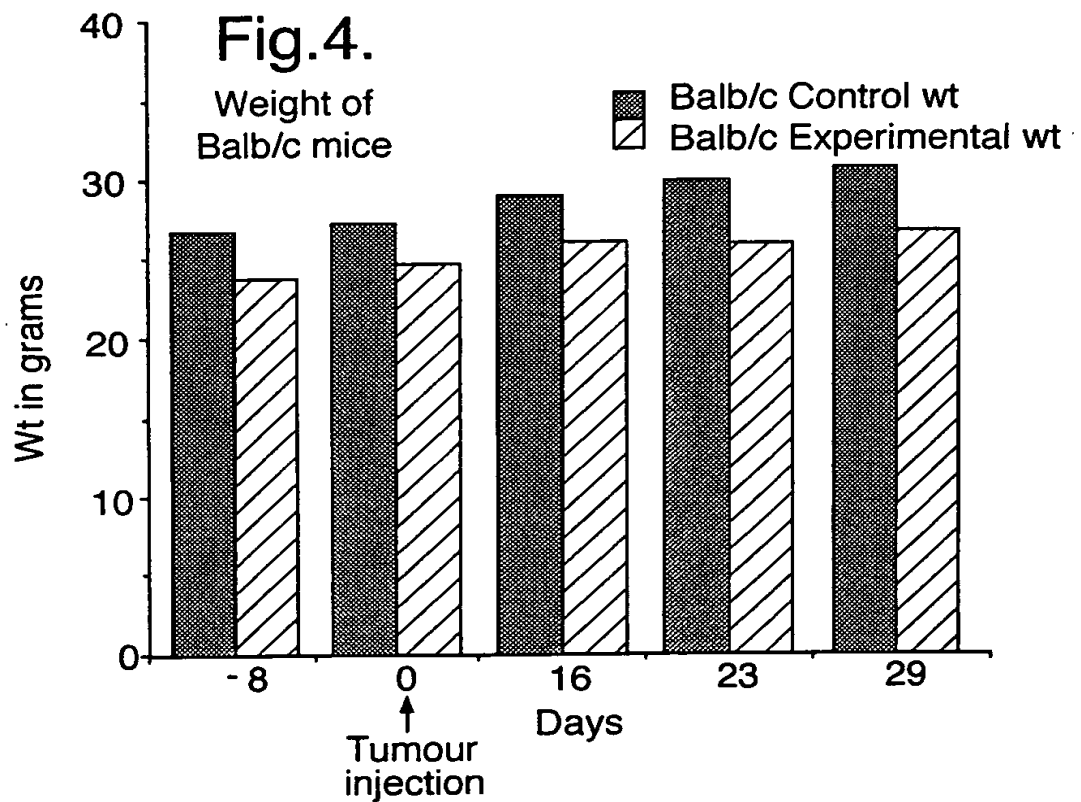 Fig.4.
Weight of
Balb/c mice
Balb/c Control wt
Balb/c Experimental wt
40
30
20
10
0
Wt in grams
-8 0 16 23 29
Days
Tumour
injection